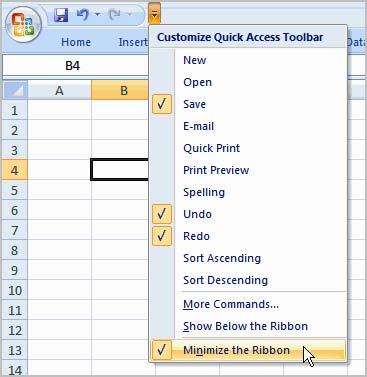 Customize Quick Access Toolbar
Home Insert Data
New
B4
Open
A B
Save
1
E-mail
2
Quick Print
3
Print Preview
4
Spelling
5
Undo
6
Redo
7
8
Sort Ascending
9
Sort Descending
10
More Commands...
11
Show Below the Ribbon
12
Minimize the Ribbon
13
14